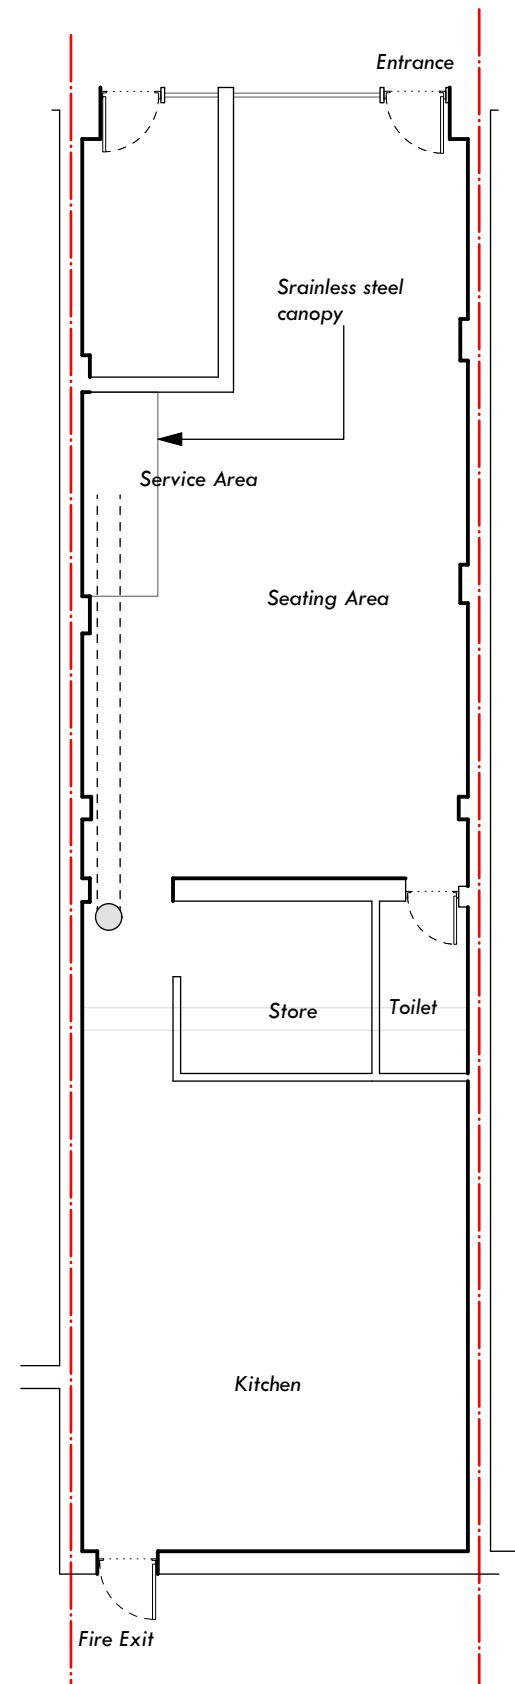 Entrance
Srainless steel
canopy
Service Area
Seating Area
Store
Toilet
Kitchen
Fire Exit